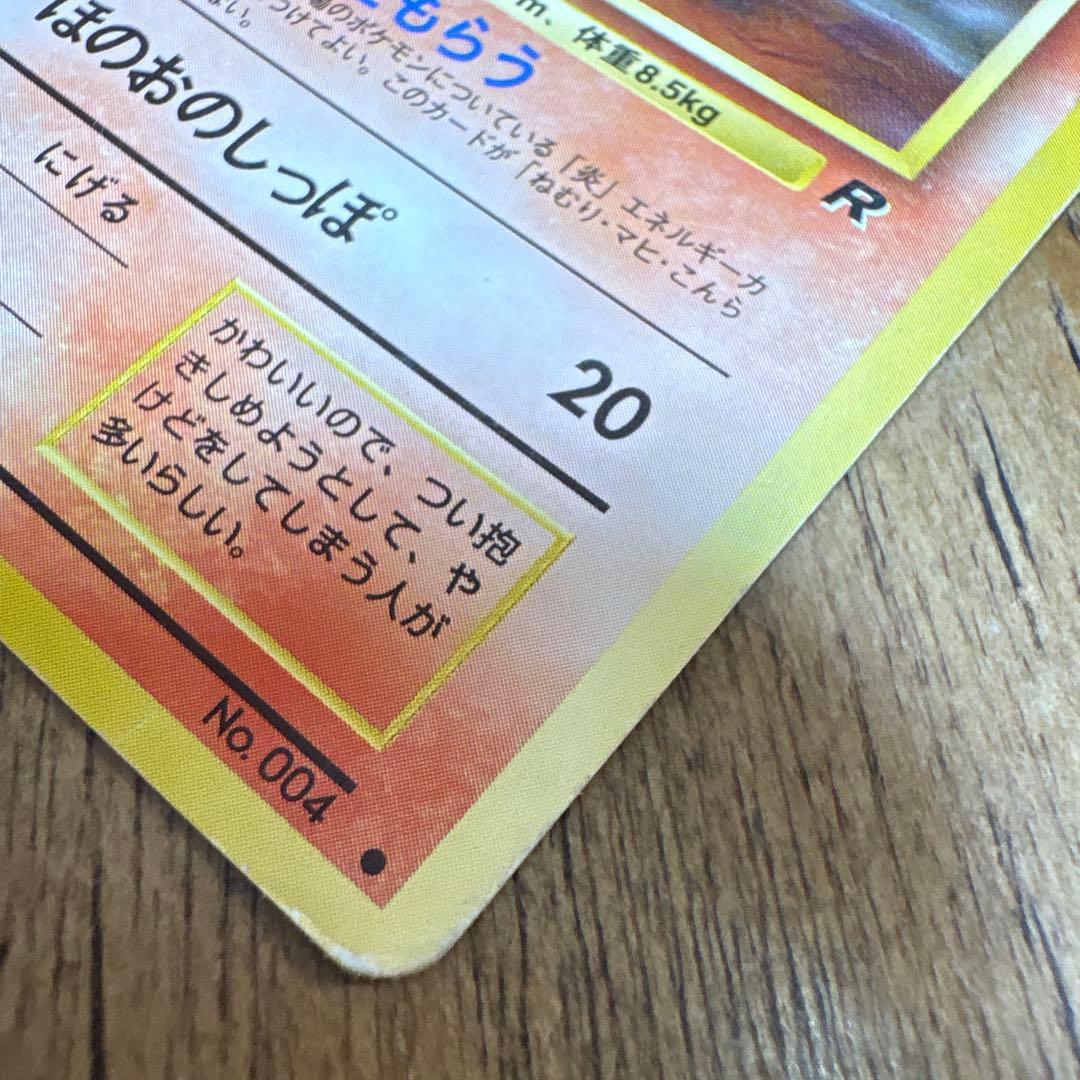 m、体重8.5kg
R
もらう
のポケモンについている「炎」エネルギーカ
つけてよい。このカードが「ねむり・マヒ・こんら
ない。
ほのおのしっぽ
20
にげる
かわいいので、つい抱
きしめようとして、や
けどをしてしまう人が
多いらしい。
No. 004
●